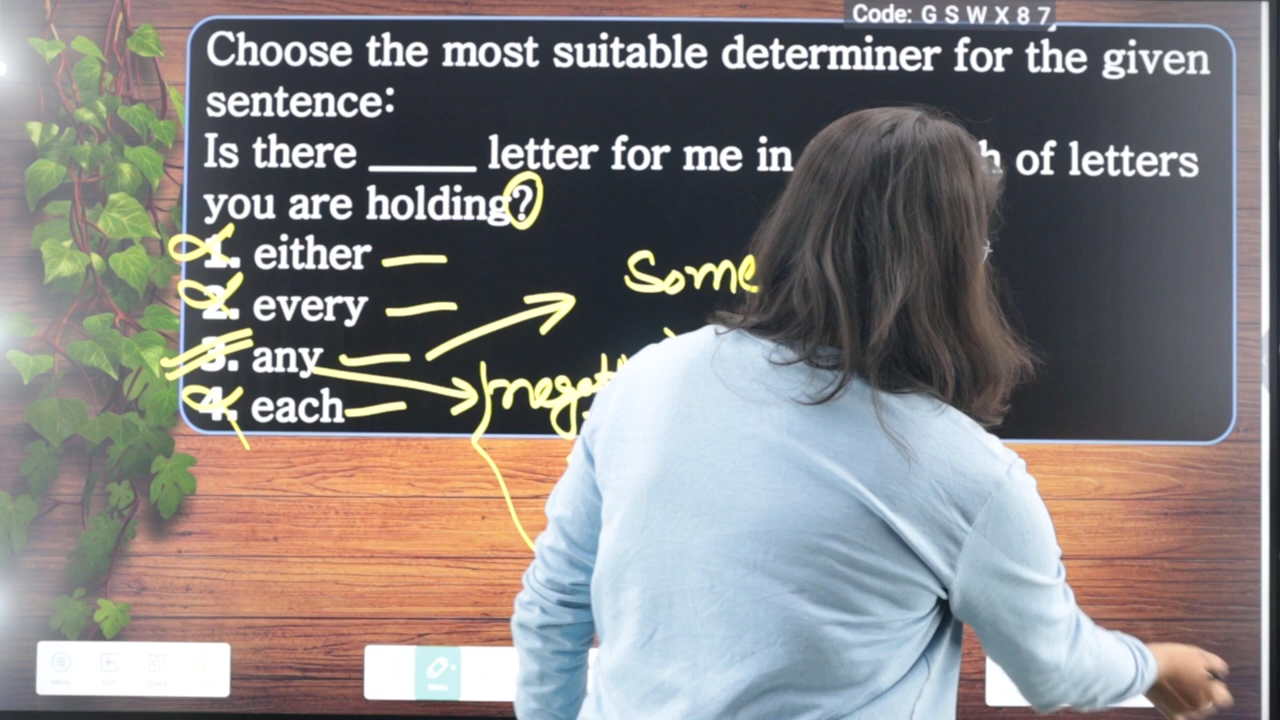 Code: G S W X 8 7
Choose the most suitable determiner for the given
sentence:
Is there ____ letter for me in of letters
you are holding?
1. either —
2. every —
Some
3. any —
4. each —